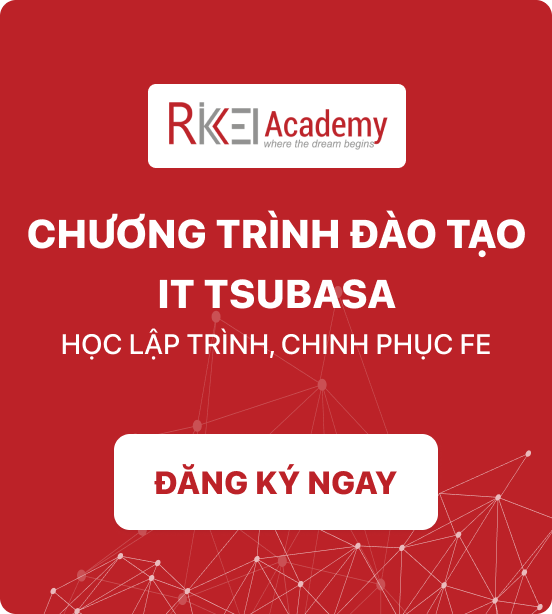 RIKKEI Academy
where the dream begins
CHƯƠNG TRÌNH ĐÀO TẠO
IT TSUBASA
HỌC LẬP TRÌNH, CHINH PHỤC FE
ĐĂNG KÝ NGAY